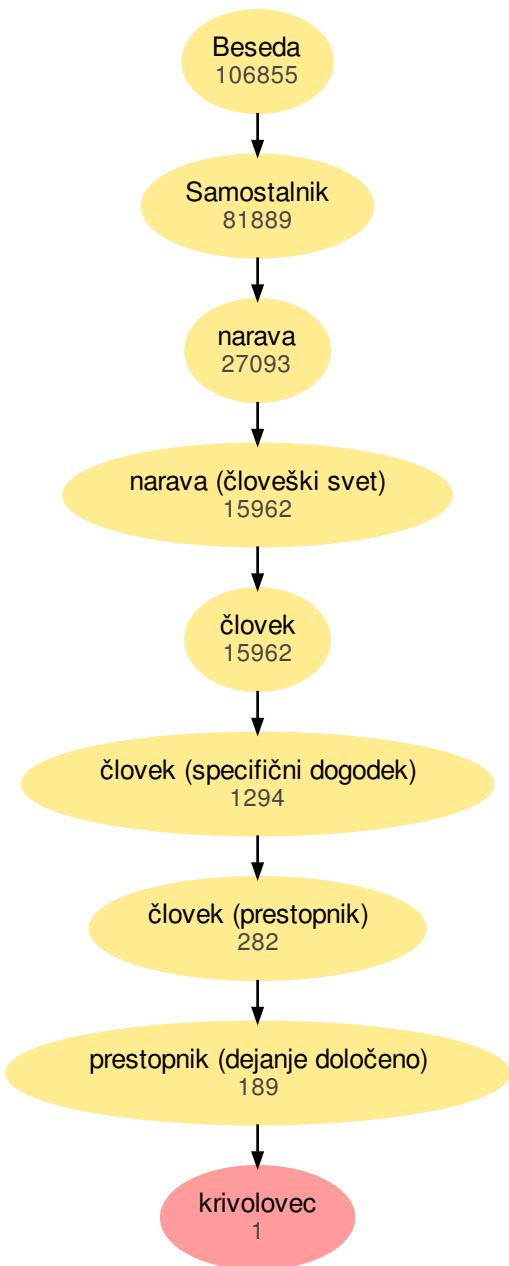 Beseda
106855
Samostalnik
81889
narava
27093
narava (človeški svet)
15962
človek
15962
človek (specifični dogodek)
1294
človek (prestopnik)
282
prestopnik (dejanje določeno)
189
krivolovec
1